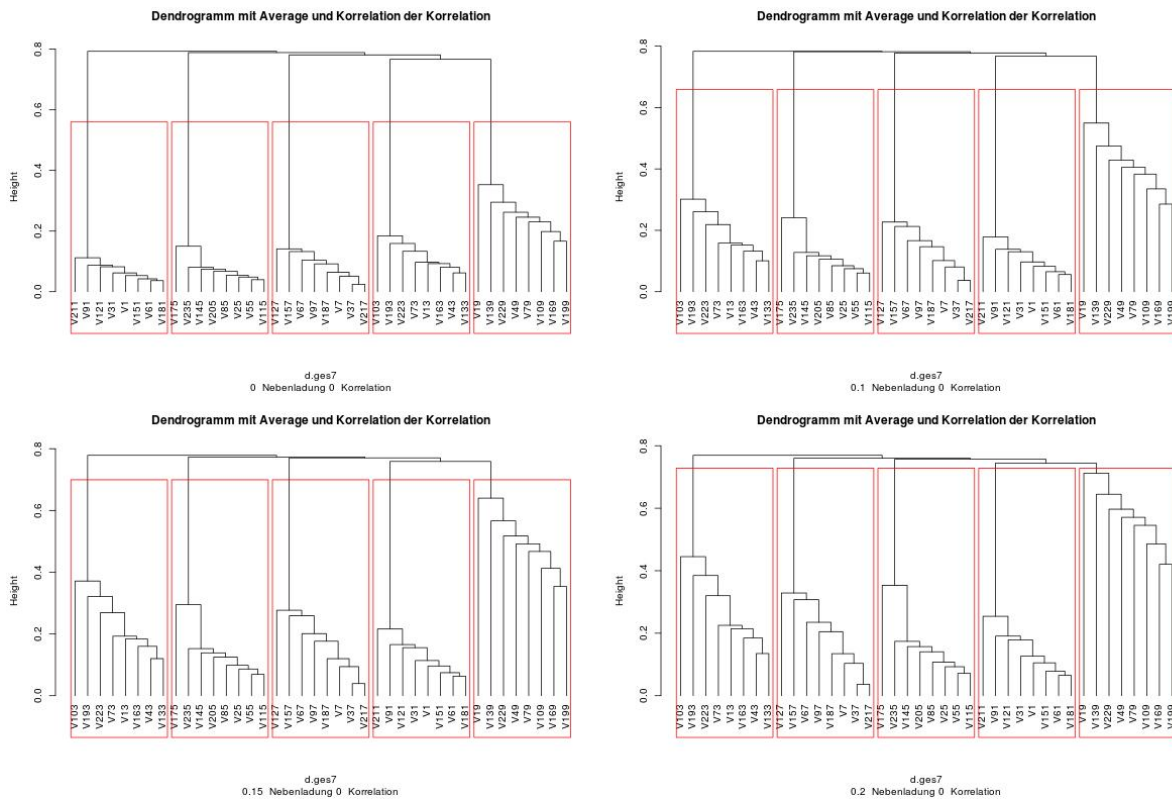 Dendrogramm mit Average und Korrelation der Korrelation
Height
0.0 0.2 0.4 0.6 0.8
V211 V91 V121 V31 V1 V151 V61 V181 V175 V235 V145 V205 V85 V25 V55 V115 V127 V157 V67 V97 V187 V7 V37 V217 V103 V193 V223 V73 V13 V163 V43 V133 V19 V139 V229 V49 V79 V109 V169 V199
d.ges7
0 Nebenladung 0 Korrelation
Dendrogramm mit Average und Korrelation der Korrelation
Height
0.0 0.2 0.4 0.6 0.8
V103 V193 V223 V73 V13 V163 V43 V133 V175 V235 V145 V205 V85 V25 V55 V115 V127 V157 V67 V97 V187 V7 V37 V217 V211 V91 V121 V31 V1 V151 V61 V181 V19 V139 V229 V49 V79 V109 V169 V199
d.ges7
0.1 Nebenladung 0 Korrelation
Dendrogramm mit Average und Korrelation der Korrelation
Height
0.0 0.2 0.4 0.6 0.8
V103 V193 V223 V73 V13 V163 V43 V133 V175 V235 V145 V205 V85 V25 V55 V115 V127 V157 V67 V97 V187 V7 V37 V217 V211 V91 V121 V31 V1 V151 V61 V181 V19 V139 V229 V49 V79 V109 V169 V199
d.ges7
0.15 Nebenladung 0 Korrelation
Dendrogramm mit Average und Korrelation der Korrelation
Height
0.0 0.2 0.4 0.6 0.8
V103 V193 V223 V73 V13 V163 V43 V133 V127 V157 V67 V97 V187 V7 V37 V217 V175 V235 V145 V205 V85 V25 V55 V115 V211 V91 V121 V31 V1 V151 V61 V181 V19 V139 V229 V49 V79 V109 V169 V199
d.ges7
0.2 Nebenladung 0 Korrelation